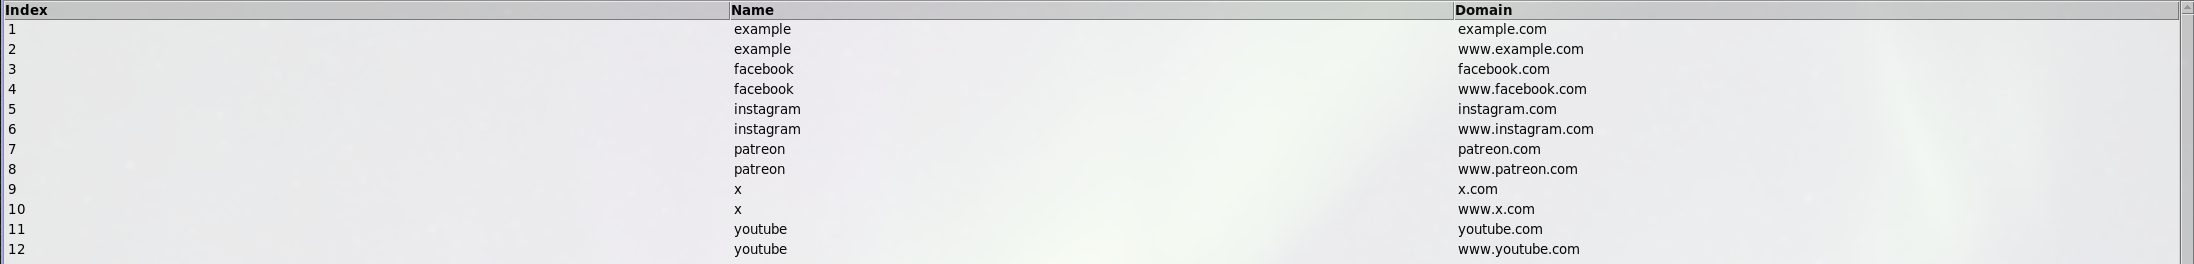 Index Name Domain
1 example example.com
2 example www.example.com
3 facebook facebook.com
4 facebook www.facebook.com
5 instagram instagram.com
6 instagram www.instagram.com
7 patreon patreon.com
8 patreon www.patreon.com
9 x x.com
10 x www.x.com
11 youtube youtube.com
12 youtube www.youtube.com